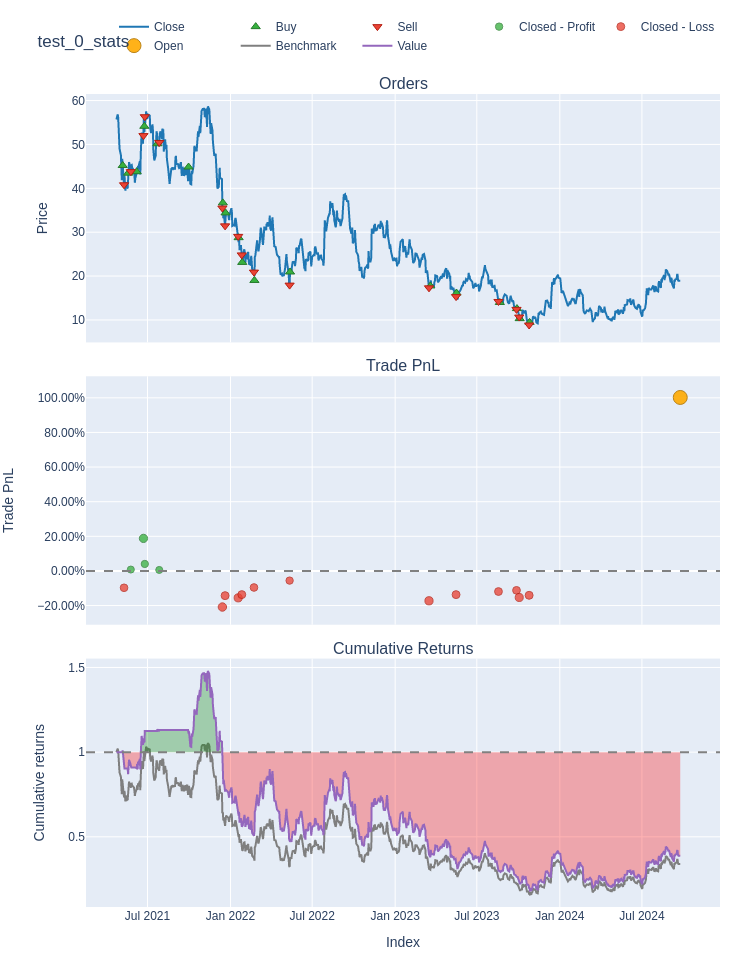 test_0_stats
Close Buy Sell Closed - Profit Closed - Loss
Open Benchmark Value
Orders
60
50
40
30
20
10
Price
Trade PnL
100.00%
80.00%
60.00%
40.00%
20.00%
0.00%
−20.00%
Trade PnL
Cumulative Returns
1.5
1
0.5
Cumulative returns
Jul 2021 Jan 2022 Jul 2022 Jan 2023 Jul 2023 Jan 2024 Jul 2024
Index